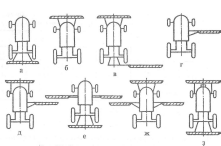 а б в г
д е ж з